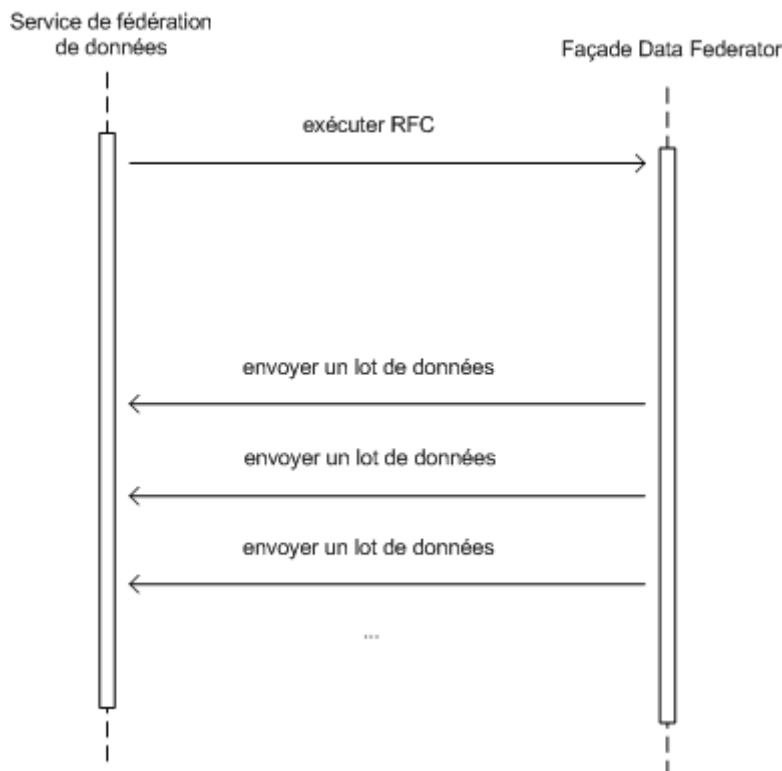 Service de fédération
de données
Façade Data Federator
exécuter RFC
envoyer un lot de données
envoyer un lot de données
envoyer un lot de données
...